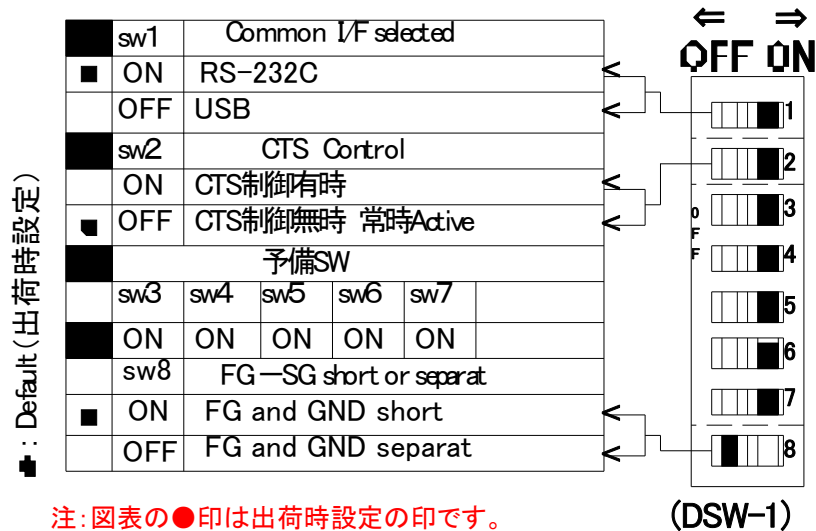 ⇐ ⇒
OFF ON
sw1 Common I/F selected
■ ON RS-232C
OFF USB
sw2 CTS Control
ON CTS制御有時
■ OFF CTS制御無時 常時Active
予備SW
sw3 sw4 sw5 sw6 sw7
ON ON ON ON ON
sw8 FG—SG short or separat
■ ON FG and GND short
OFF FG and GND separat
■:Default(出荷時設定)
1
2
3
4
5
6
7
8
OFF
(DSW-1)
注:図表の●印は出荷時設定の印です。